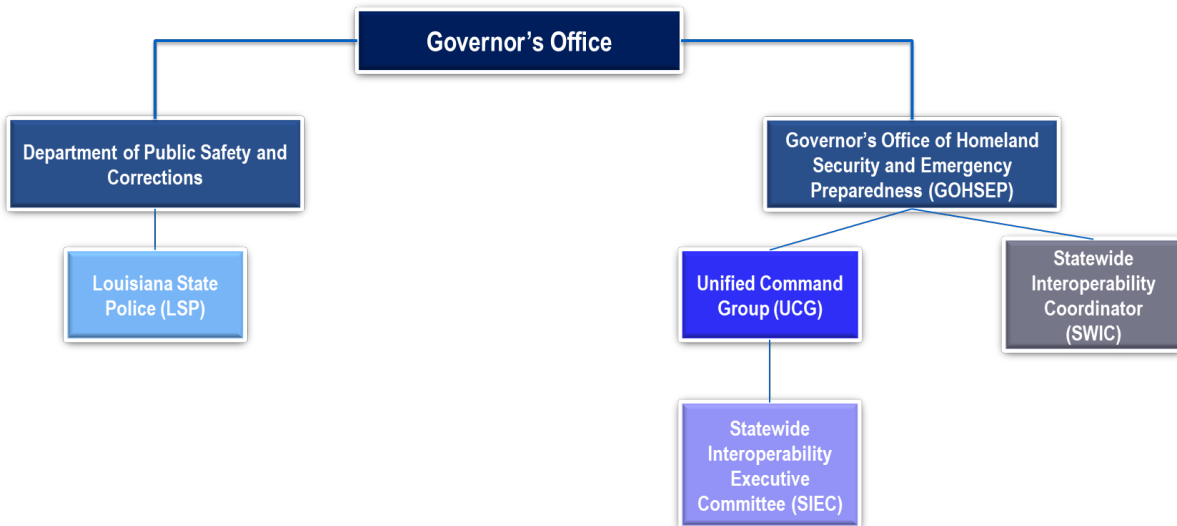 Governor's Office
Department of Public Safety and
Corrections
Governor's Office of Homeland
Security and Emergency
Preparedness (GOHSEP)
Louisiana State
Police (LSP)
Unified Command
Group (UCG)
Statewide
Interoperability
Coordinator
(SWIC)
Statewide
Interoperability
Executive
Committee (SIEC)